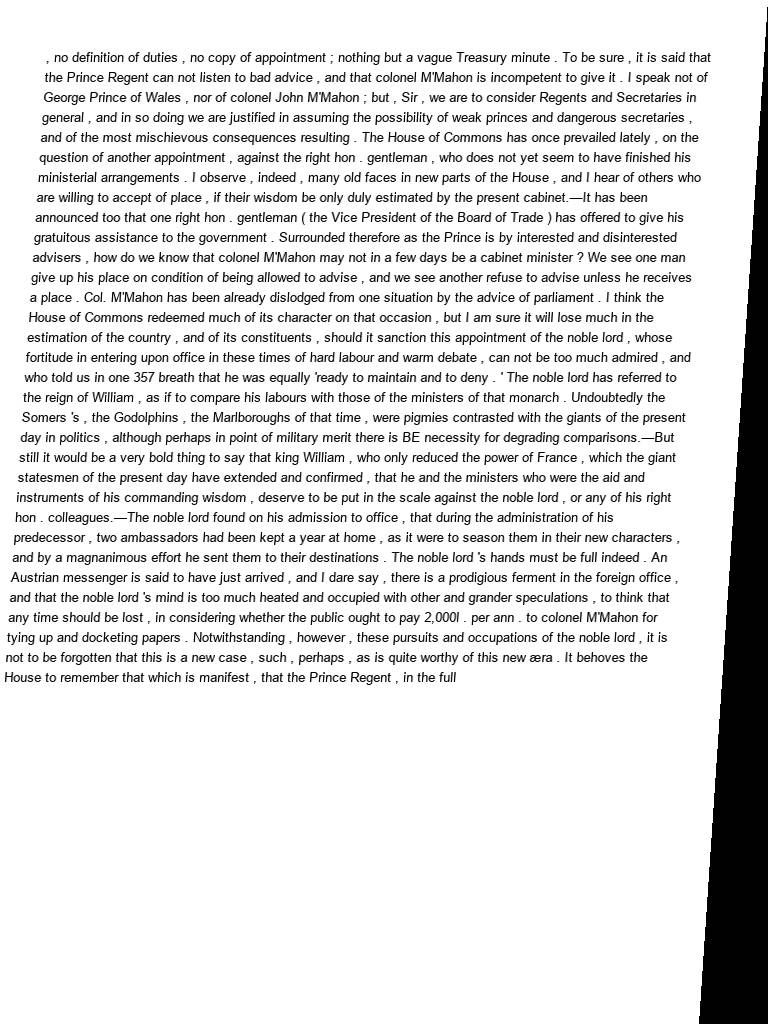 , no definition of duties , no copy of appointment ; nothing but a vague Treasury minute . To be sure , it is said that
the Prince Regent can not listen to bad advice , and that colonel M'Mahon is incompetent to give it . I speak not of
George Prince of Wales , nor of colonel John M'Mahon ; but , Sir , we are to consider Regents and Secretaries in
general , and in so doing we are justified in assuming the possibility of weak princes and dangerous secretaries ,
and of the most mischievous consequences resulting . The House of Commons has once prevailed lately , on the
question of another appointment , against the right hon . gentleman , who does not yet seem to have finished his
ministerial arrangements . I observe , indeed , many old faces in new parts of the House , and I hear of others who
are willing to accept of place , if their wisdom be only duly estimated by the present cabinet.—It has been
announced too that one right hon . gentleman ( the Vice President of the Board of Trade ) has offered to give his
gratuitous assistance to the government . Surrounded therefore as the Prince is by interested and disinterested
advisers , how do we know that colonel M'Mahon may not in a few days be a cabinet minister ? We see one man
give up his place on condition of being allowed to advise , and we see another refuse to advise unless he receives
a place . Col. M'Mahon has been already dislodged from one situation by the advice of parliament . I think the
House of Commons redeemed much of its character on that occasion , but I am sure it will lose much in the
estimation of the country , and of its constituents , should it sanction this appointment of the noble lord , whose
fortitude in entering upon office in these times of hard labour and warm debate , can not be too much admired , and
who told us in one 357 breath that he was equally 'ready to maintain and to deny . ' The noble lord has referred to
the reign of William , as if to compare his labours with those of the ministers of that monarch . Undoubtedly the
Somers 's , the Godolphins , the Marlboroughs of that time , were pigmies contrasted with the giants of the present
day in politics , although perhaps in point of military merit there is BE necessity for degrading comparisons.—But
still it would be a very bold thing to say that king William , who only reduced the power of France , which the giant
statesmen of the present day have extended and confirmed , that he and the ministers who were the aid and
instruments of his commanding wisdom , deserve to be put in the scale against the noble lord , or any of his right
hon . colleagues.—The noble lord found on his admission to office , that during the administration of his
predecessor , two ambassadors had been kept a year at home , as it were to season them in their new characters ,
and by a magnanimous effort he sent them to their destinations . The noble lord 's hands must be full indeed . An
Austrian messenger is said to have just arrived , and I dare say , there is a prodigious ferment in the foreign office ,
and that the noble lord 's mind is too much heated and occupied with other and grander speculations , to think that
any time should be lost , in considering whether the public ought to pay 2,000l . per ann . to colonel M'Mahon for
tying up and docketing papers . Notwithstanding , however , these pursuits and occupations of the noble lord , it is
not to be forgotten that this is a new case , such , perhaps , as is quite worthy of this new æra . It behoves the
House to remember that which is manifest , that the Prince Regent , in the full